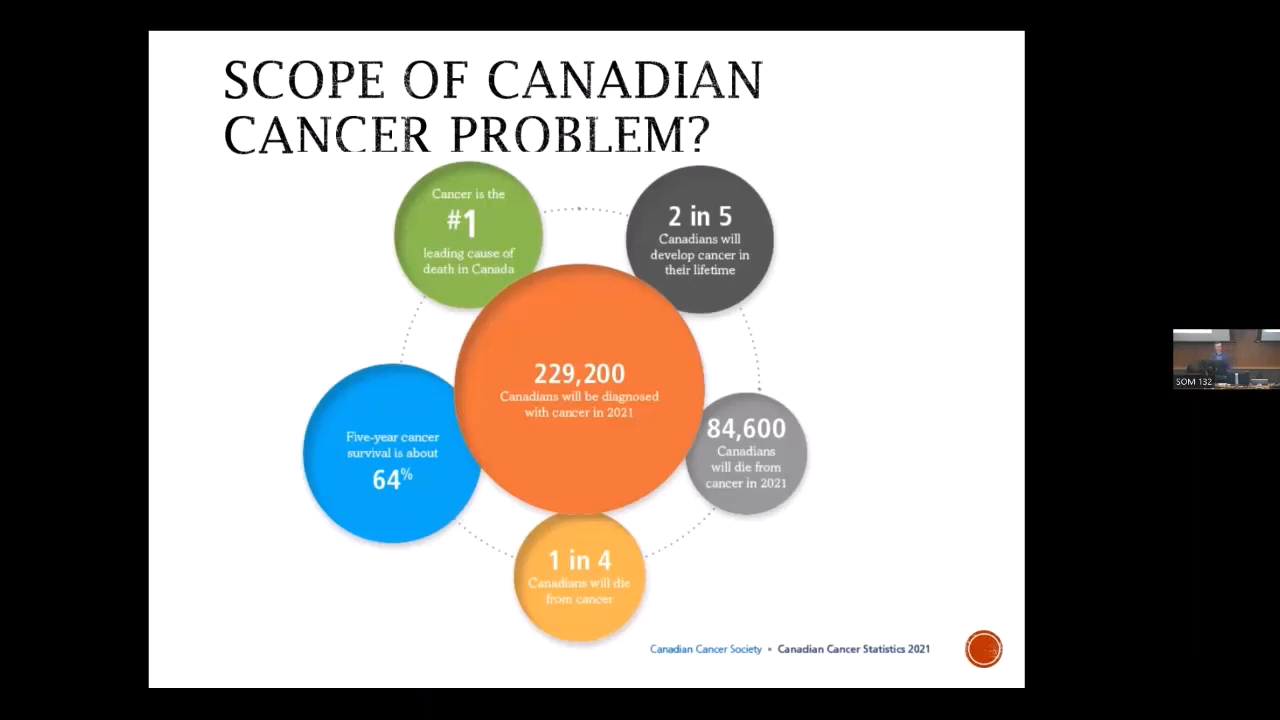 SCOPE OF CANADIAN
CANCER PROBLEM?
Cancer is the
#1
leading cause of
death in Canada
2 in 5
Canadians will
develop cancer in
their lifetime
229,200
Canadians will be diagnosed
with cancer in 2021
84,600
Canadians
will die from
cancer in 2021
Five-year cancer
survival is about
64%
1 in 4
Canadians will die
from cancer
Canadian Cancer Society • Canadian Cancer Statistics 2021
SOM 132